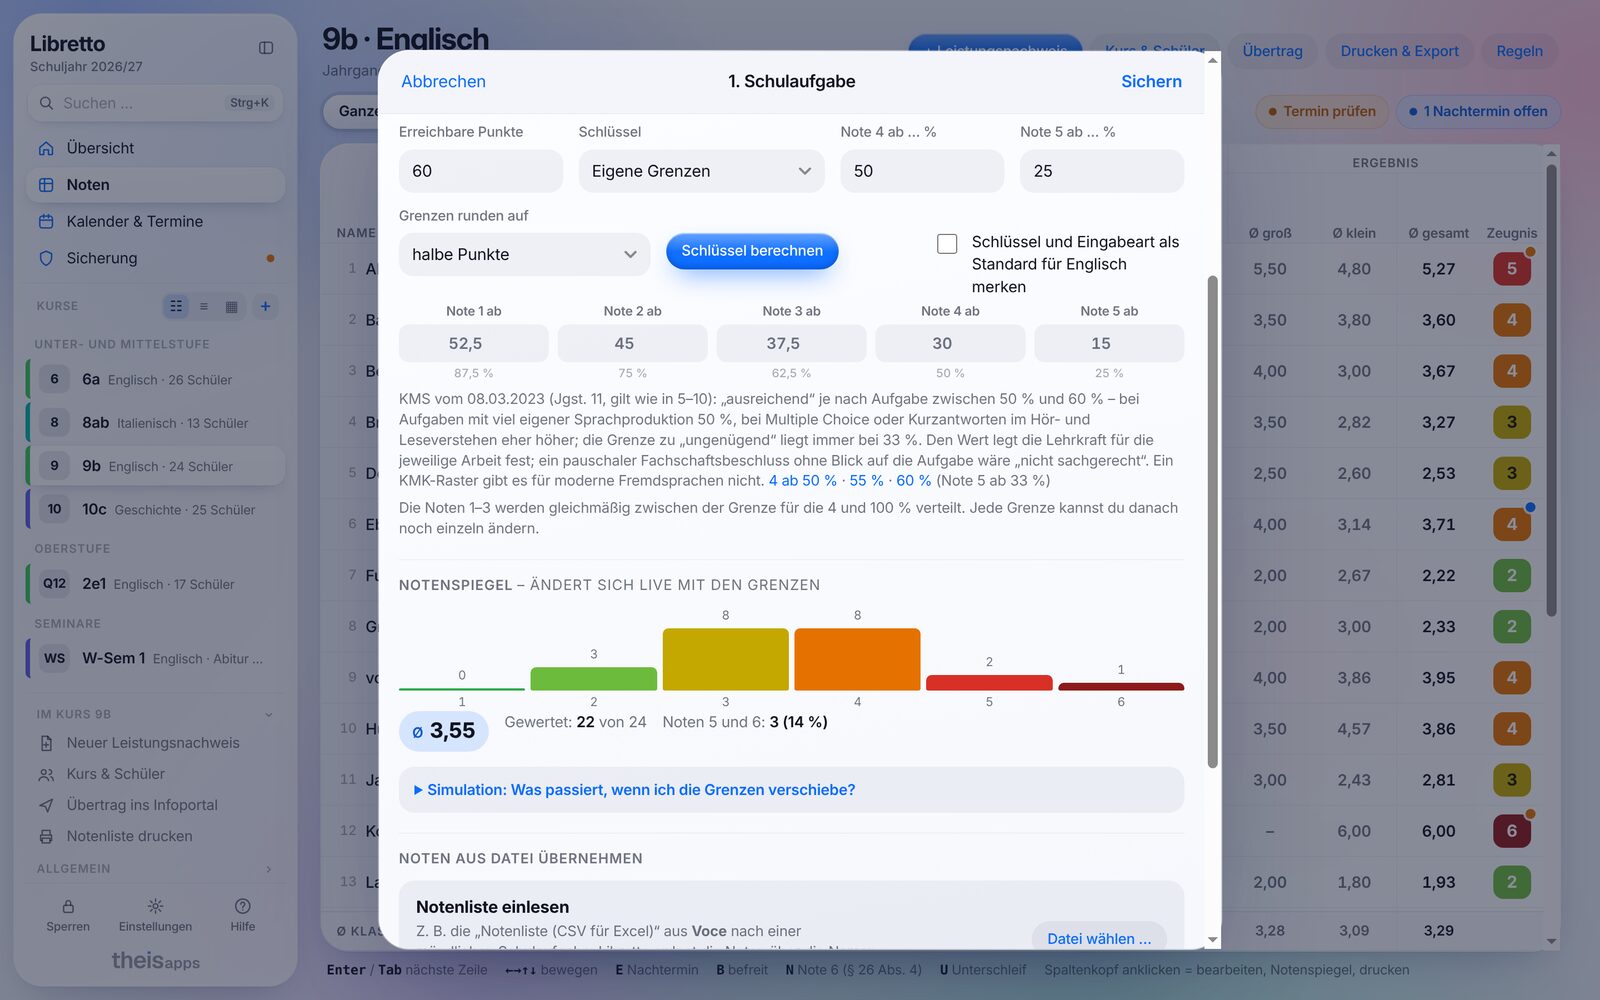 Libretto
Schuljahr 2026/27
Suchen ... Strg+K
Übersicht
Noten
Kalender & Termine
Sicherung
KURSE
UNTER- UND MITTELSTUFE
6 6a Englisch · 26 Schüler
8 8ab Italienisch · 13 Schüler
9 9b Englisch · 24 Schüler
10 10c Geschichte · 25 Schüler
OBERSTUFE
Q12 2e1 Englisch · 17 Schüler
SEMINARE
WS W-Sem 1 Englisch · Abitur ...
IM KURS 9B
Neuer Leistungsnachweis
Kurs & Schüler
Übertrag ins Infoportal
Notenliste drucken
ALLGEMEIN
Sperren Einstellungen Hilfe
theisapps
9b · Englisch
+ Leistungsnachweis Kurs & Schüler Übertrag Drucken & Export Regeln
Ganze
Termin prüfen 1 Nachtermin offen
Abbrechen 1. Schulaufgabe Sichern
Erreichbare Punkte Schlüssel Note 4 ab ... % Note 5 ab ... %
60 Eigene Grenzen 50 25
Grenzen runden auf
halbe Punkte Schlüssel berechnen
Schlüssel und Eingabeart als
Standard für Englisch
merken
Note 1 ab Note 2 ab Note 3 ab Note 4 ab Note 5 ab
52,5 45 37,5 30 15
87,5 % 75 % 62,5 % 50 % 25 %
KMS vom 08.03.2023 (Jgst. 11, gilt wie in 5–10): „ausreichend“ je nach Aufgabe zwischen 50 % und 60 % – bei
Aufgaben mit viel eigener Sprachproduktion 50 %, bei Multiple Choice oder Kurzantworten im Hör- und
Leseverstehen eher höher; die Grenze zu „ungenügend“ liegt immer bei 33 %. Den Wert legt die Lehrkraft für die
jeweilige Arbeit fest; ein pauschaler Fachschaftsbeschluss ohne Blick auf die Aufgabe wäre „nicht sachgerecht“. Ein
KMK-Raster gibt es für moderne Fremdsprachen nicht. 4 ab 50 % · 55 % · 60 % (Note 5 ab 33 %)
Die Noten 1–3 werden gleichmäßig zwischen der Grenze für die 4 und 100 % verteilt. Jede Grenze kannst du danach
noch einzeln ändern.
NOTENSPIEGEL – ÄNDERT SICH LIVE MIT DEN GRENZEN
0 3 8 8 2 1
1 2 3 4 5 6
ø 3,55 Gewertet: 22 von 24 Noten 5 und 6: 3 (14 %)
Simulation: Was passiert, wenn ich die Grenzen verschiebe?
NOTEN AUS DATEI ÜBERNEHMEN
Notenliste einlesen
Z. B. die „Notenliste (CSV für Excel)“ aus Voce nach einer
Datei wählen ...
ERGEBNIS
NAME Ø groß Ø klein Ø gesamt Zeugnis
1 5,50 4,80 5,27 5
2 3,50 3,80 3,60 4
3 4,00 3,00 3,67 4
4 3,50 2,82 3,27 3
5 2,50 2,60 2,53 3
6 4,00 3,14 3,71 4
7 2,00 2,67 2,22 2
8 2,00 3,00 2,33 2
9 4,00 3,86 3,95 4
10 3,50 4,57 3,86 4
11 3,00 2,43 2,81 3
12 – 6,00 6,00 6
13 2,00 1,80 1,93 2
3,28 3,09 3,29
Enter / Tab nächste Zeile ←→↑↓ bewegen E Nachtermin B befreit N Note 6 (§ 26 Abs. 4) U Unterschleif Spaltenkopf anklicken = bearbeiten, Notenspiegel, drucken